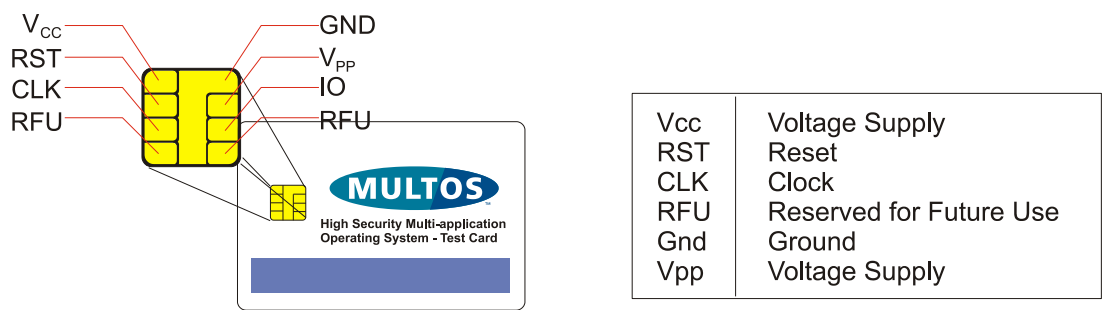 VCC
GND
RST
VPP
CLK
IO
RFU
RFU
MULTOS™
High Security Multi-application
Operating System - Test Card
Vcc Voltage Supply
RST Reset
CLK Clock
RFU Reserved for Future Use
Gnd Ground
Vpp Voltage Supply